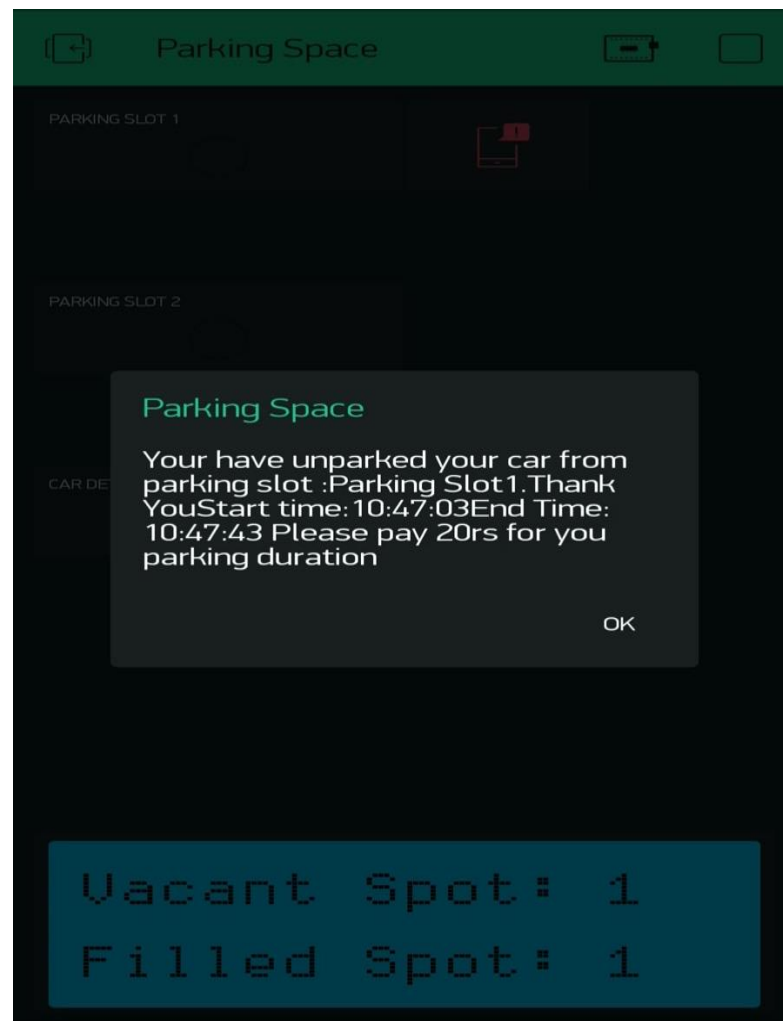 Parking Space
PARKING SLOT 1
PARKING SLOT 2
Parking Space
Your have unparked your car from
CAR DE
parking slot :Parking Slot1.Thank
YouStart time:10:47:03End Time:
10:47:43 Please pay 20rs for you
parking duration
OK
Vacant Spot: 1
Filled Spot: 1